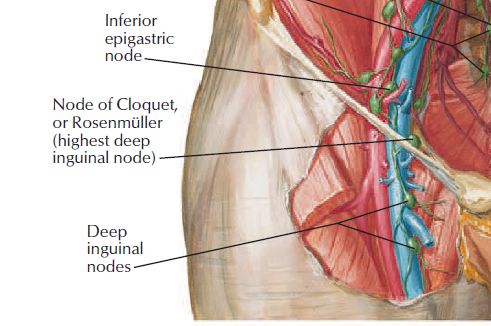 Inferior
epigastric
node
Node of Cloquet,
or Rosenmüller
(highest deep
inguinal node)
Deep
inguinal
nodes